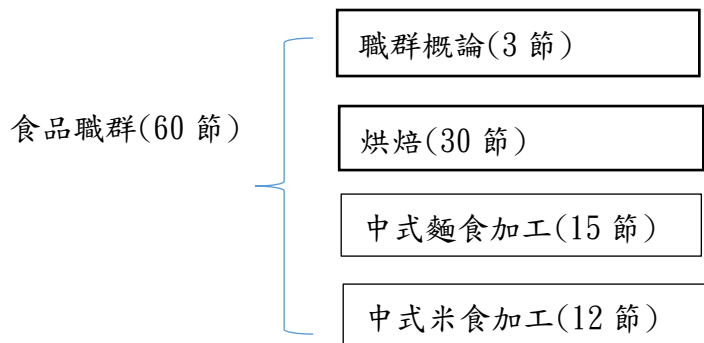 職群概論(3 節)
食品職群(60 節)
烘焙(30 節)
中式麵食加工(15 節)
中式米食加工(12 節)